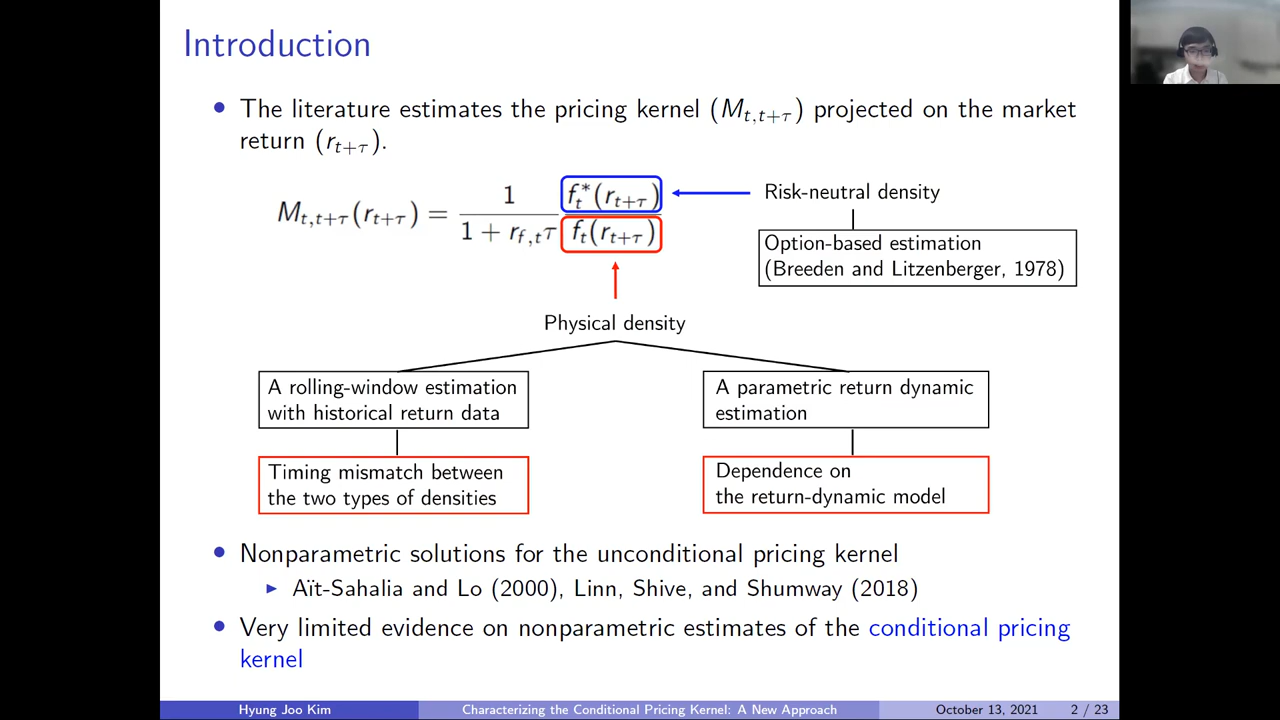 Introduction
• The literature estimates the pricing kernel (M_{t,t+τ}) projected on the market
return (r_{t+τ}).
M_{t,t+τ}(r_{t+τ}) = \frac{1}{1 + r_{f,t}τ} \frac{f_t^*(r_{t+τ})}{f_t(r_{t+τ})}
Risk-neutral density
Option-based estimation
(Breeden and Litzenberger, 1978)
Physical density
A rolling-window estimation
with historical return data
A parametric return dynamic
estimation
Timing mismatch between
the two types of densities
Dependence on
the return-dynamic model
• Nonparametric solutions for the unconditional pricing kernel
▶ Aït-Sahalia and Lo (2000), Linn, Shive, and Shumway (2018)
• Very limited evidence on nonparametric estimates of the conditional pricing
kernel
Hyung Joo Kim Characterizing the Conditional Pricing Kernel: A New Approach October 13, 2021 2 / 23